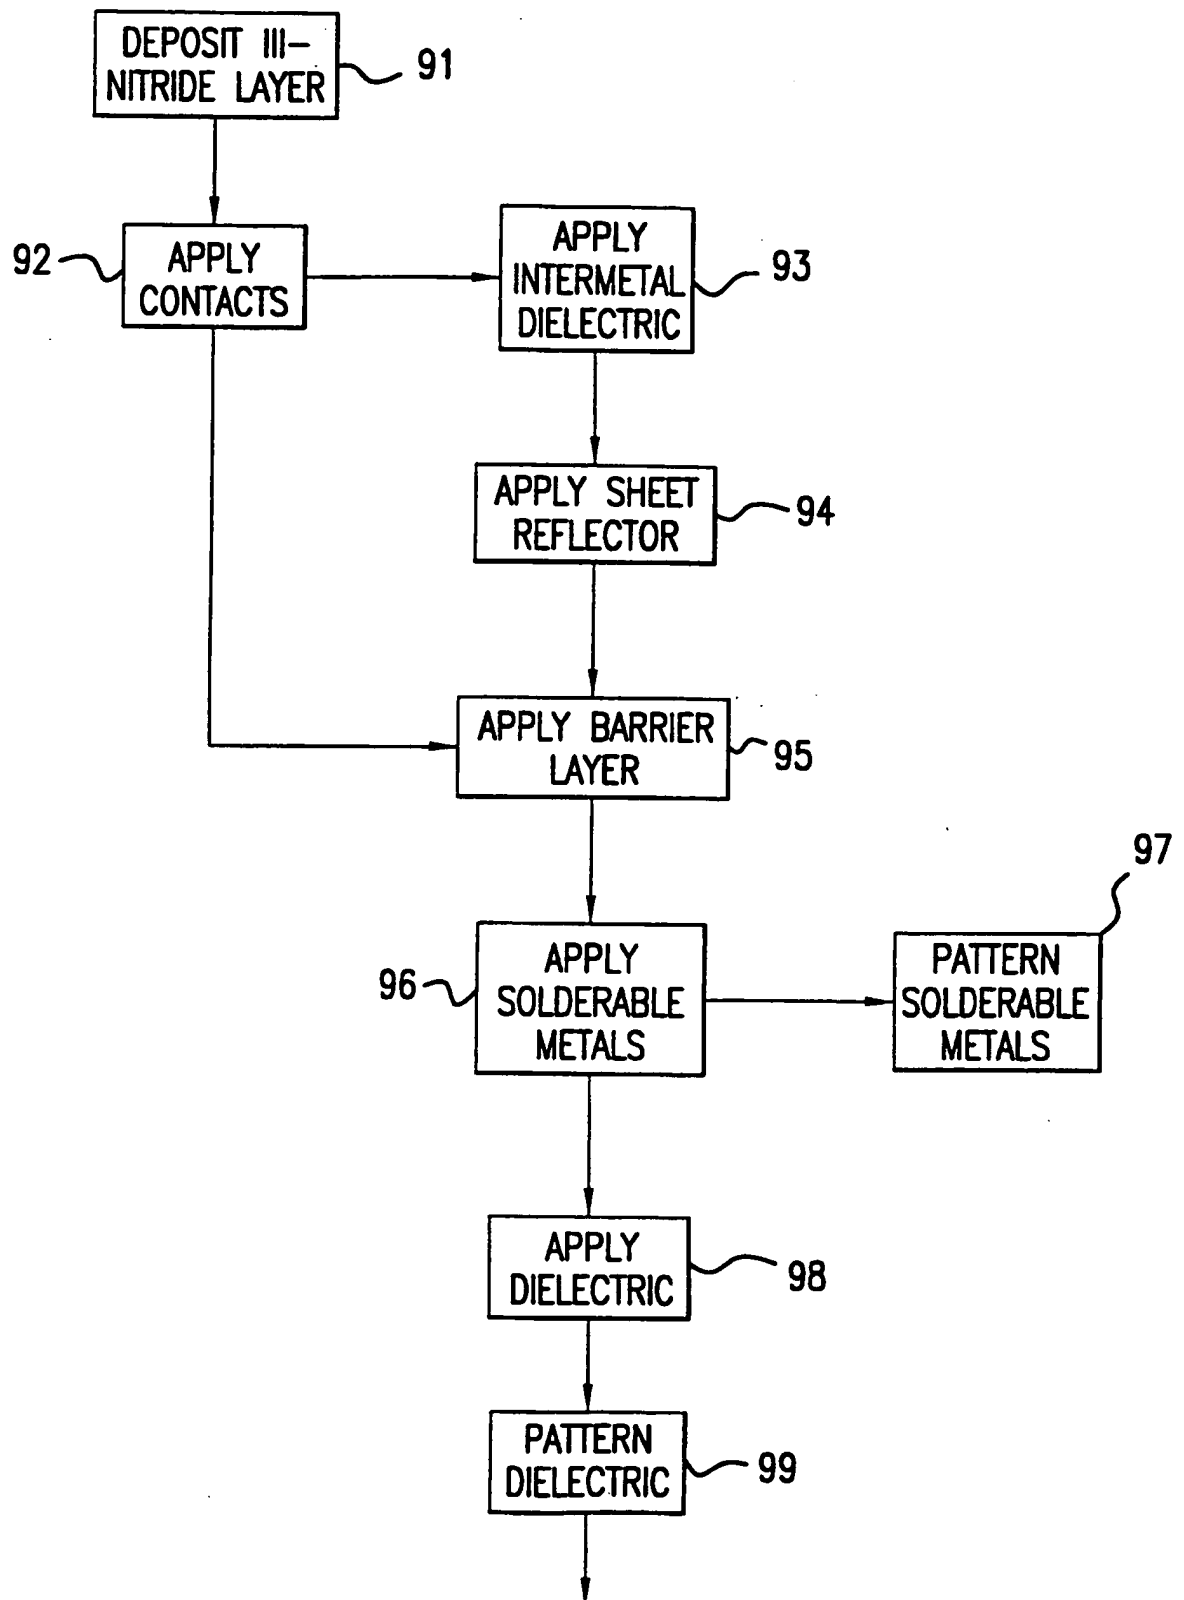 DEPOSIT III-
NITRIDE LAYER
91
92
APPLY
CONTACTS
APPLY
INTERMETAL
DIELECTRIC
93
APPLY SHEET
REFLECTOR
94
APPLY BARRIER
LAYER
95
97
96
APPLY
SOLDERABLE
METALS
PATTERN
SOLDERABLE
METALS
APPLY
DIELECTRIC
98
PATTERN
DIELECTRIC
99